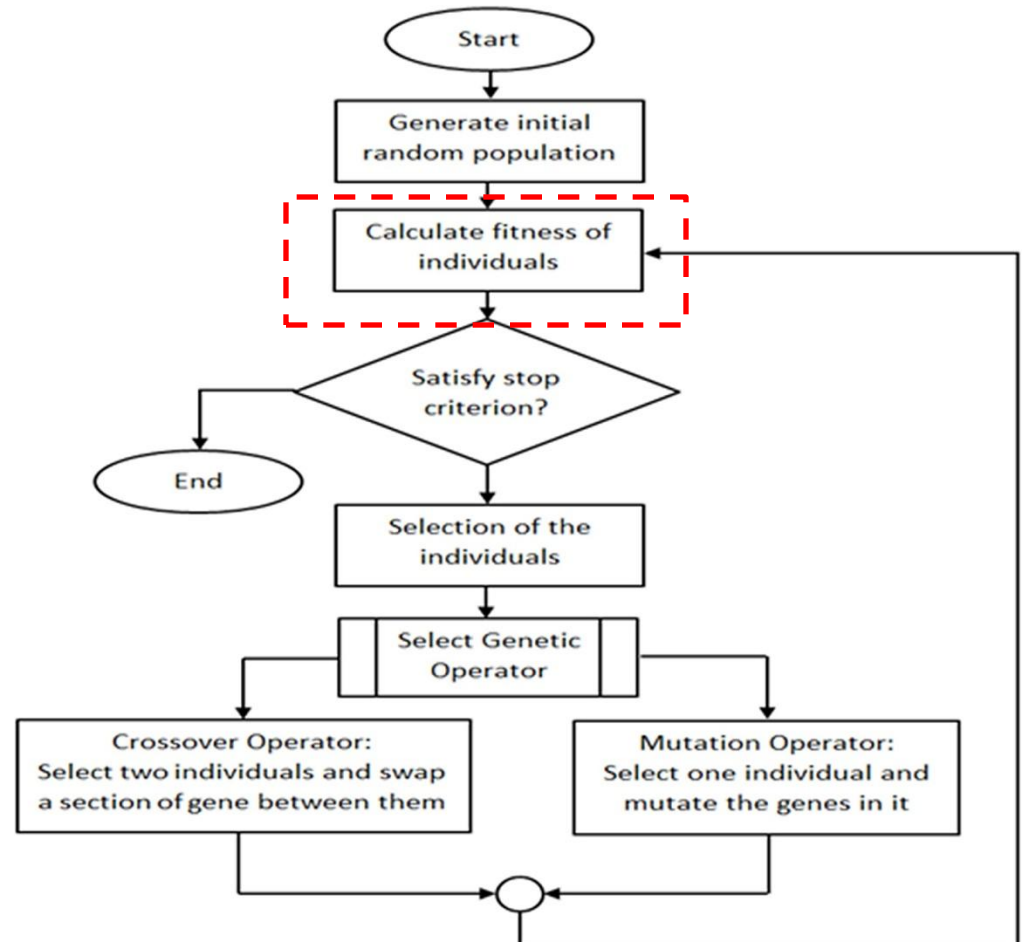 Start
Generate initial
random population
Calculate fitness of
individuals
Satisfy stop
criterion?
End
Selection of the
individuals
Select Genetic
Operator
Crossover Operator:
Select two individuals and swap
a section of gene between them
Mutation Operator:
Select one individual and
mutate the genes in it